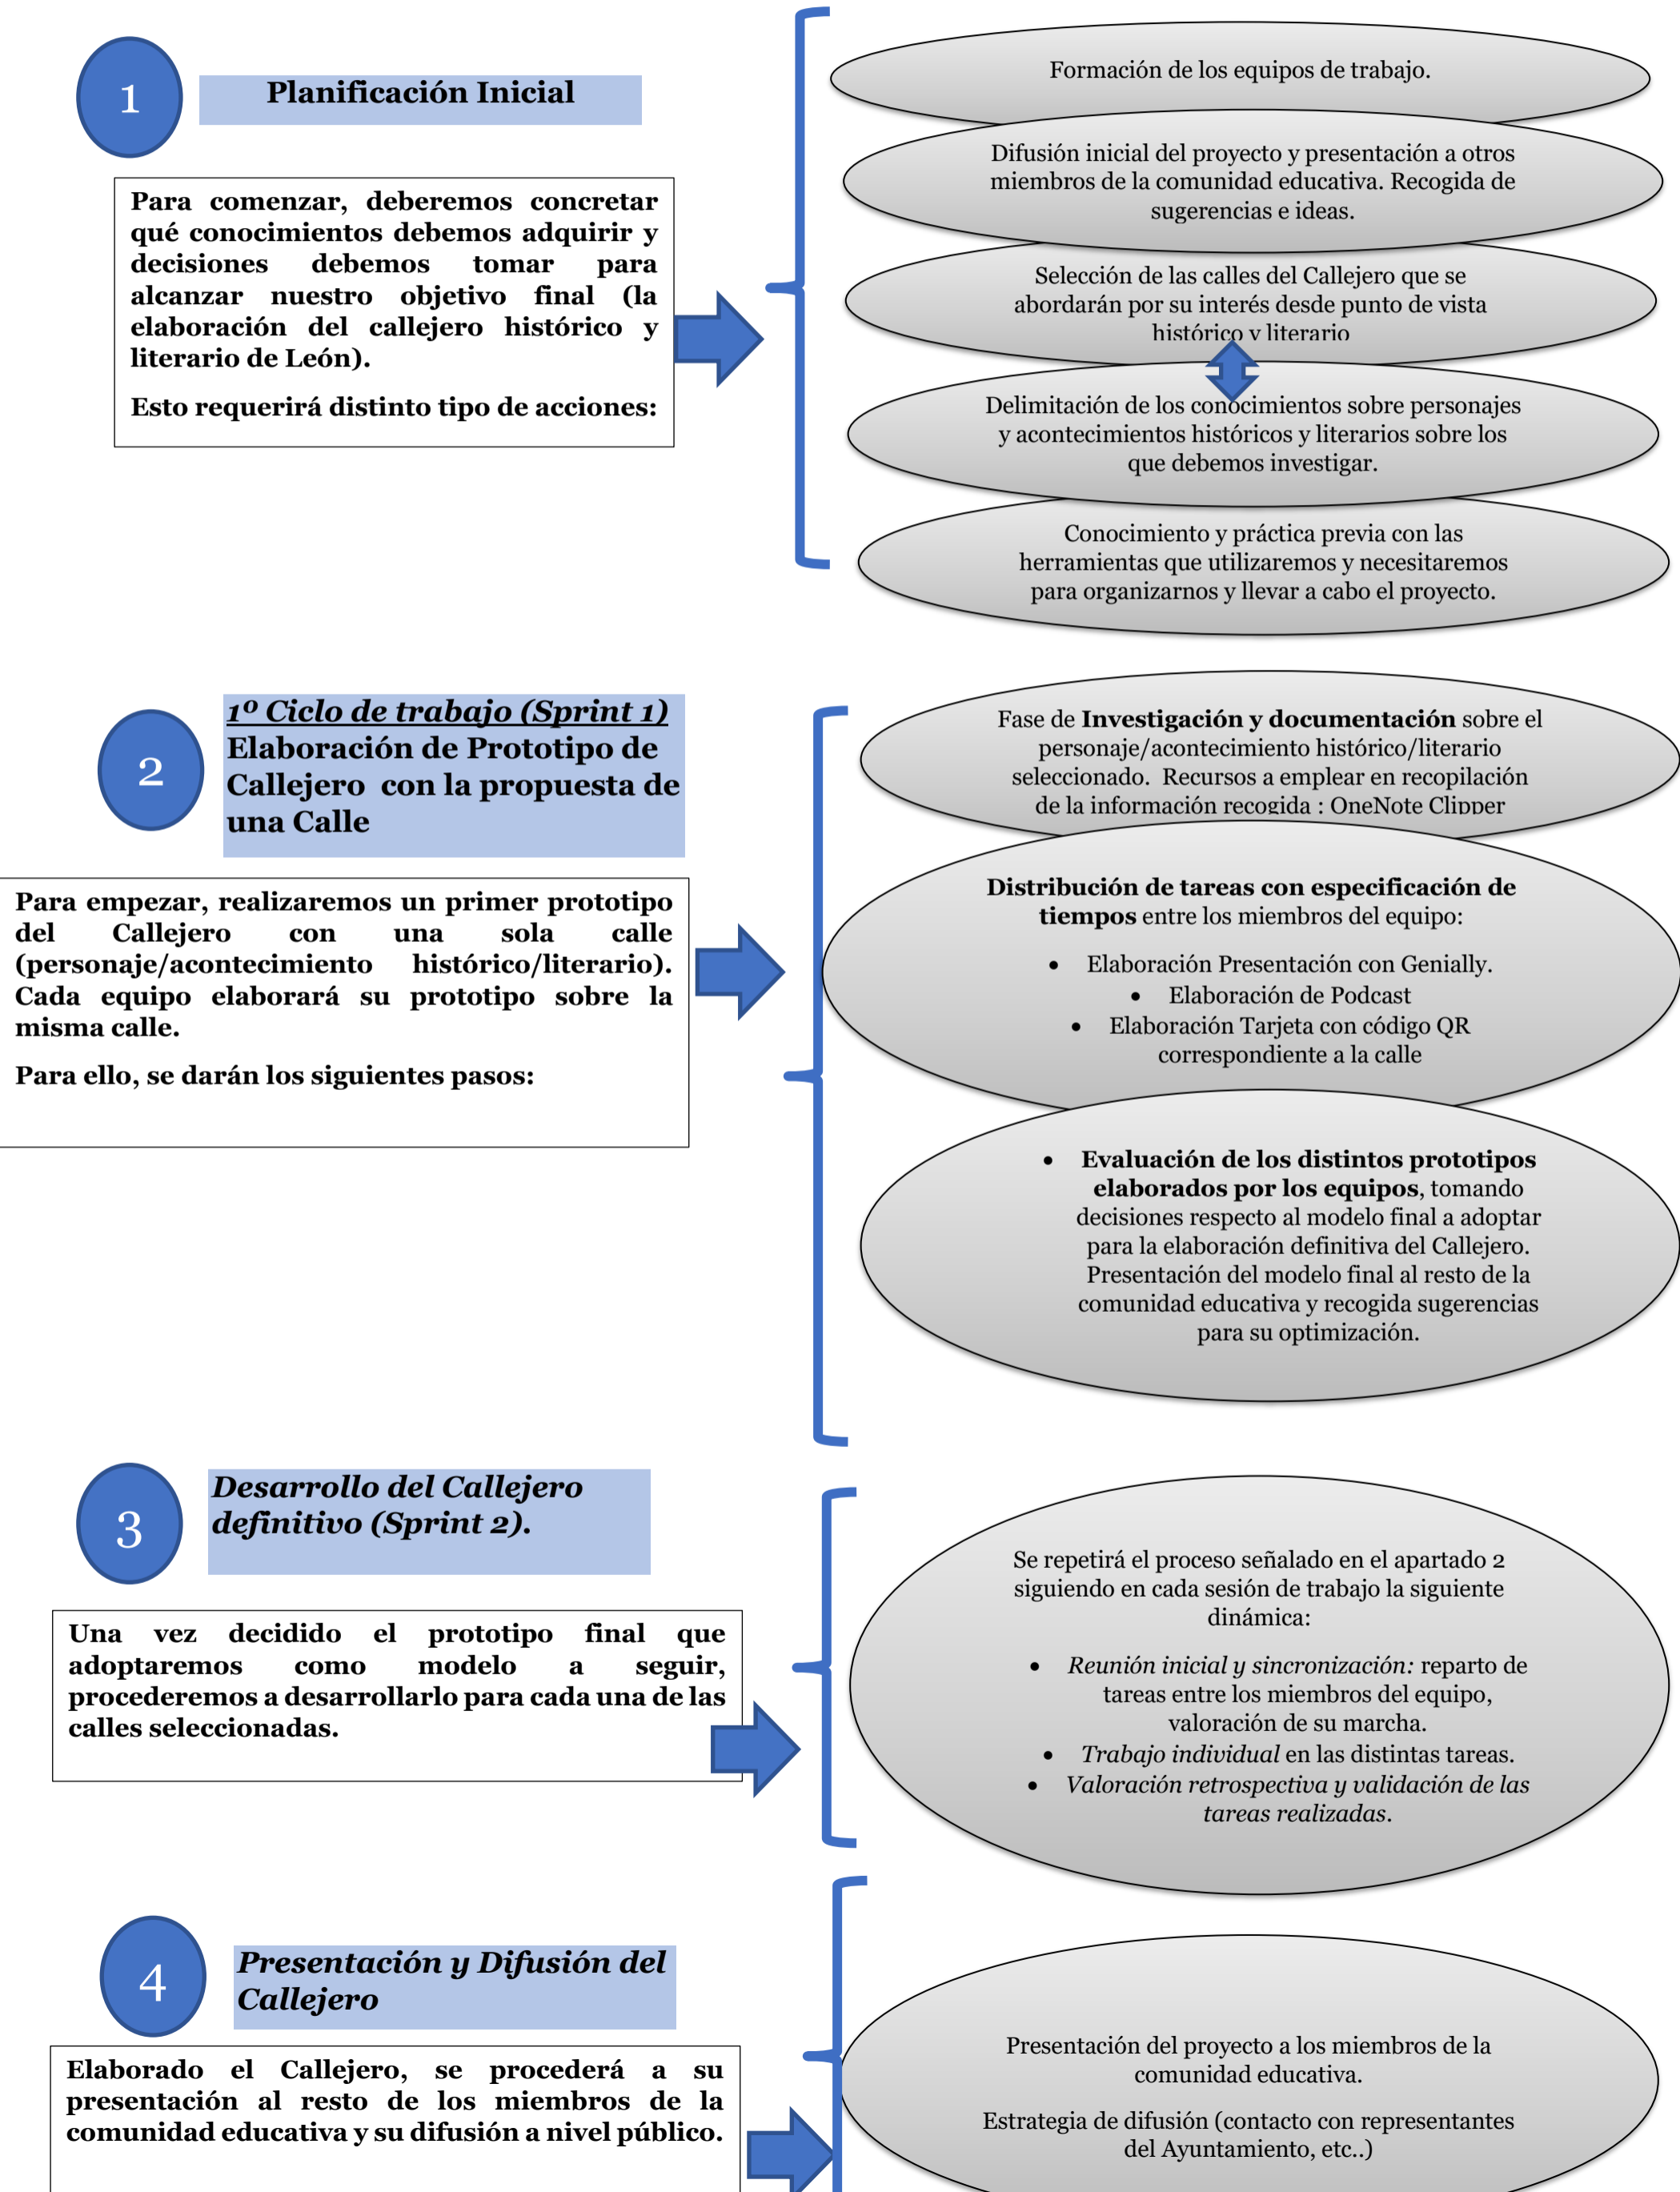 1
Planificación Inicial
Para comenzar, deberemos concretar
qué conocimientos debemos adquirir y
decisiones debemos tomar para
alcanzar nuestro objetivo final (la
elaboración del callejero histórico y
literario de León).
Esto requerirá distinto tipo de acciones:
Formación de los equipos de trabajo.
Difusión inicial del proyecto y presentación a otros
miembros de la comunidad educativa. Recogida de
sugerencias e ideas.
Selección de las calles del Callejero que se
abordarán por su interés desde punto de vista
histórico y literario
Delimitación de los conocimientos sobre personajes
y acontecimientos históricos y literarios sobre los
que debemos investigar.
Conocimiento y práctica previa con las
herramientas que utilizaremos y necesitaremos
para organizarnos y llevar a cabo el proyecto.
2
1º Ciclo de trabajo (Sprint 1)
Elaboración de Prototipo de
Callejero con la propuesta de
una Calle
Para empezar, realizaremos un primer prototipo
del Callejero con una sola calle
(personaje/acontecimiento histórico/literario).
Cada equipo elaborará su prototipo sobre la
misma calle.
Para ello, se darán los siguientes pasos:
Fase de Investigación y documentación sobre el
personaje/acontecimiento histórico/literario
seleccionado. Recursos a emplear en recopilación
de la información recogida : OneNote Clipper
Distribución de tareas con especificación de
tiempos entre los miembros del equipo:
• Elaboración Presentación con Genially.
• Elaboración de Podcast
• Elaboración Tarjeta con código QR
correspondiente a la calle
• Evaluación de los distintos prototipos
elaborados por los equipos, tomando
decisiones respecto al modelo final a adoptar
para la elaboración definitiva del Callejero.
Presentación del modelo final al resto de la
comunidad educativa y recogida sugerencias
para su optimización.
3
Desarrollo del Callejero
definitivo (Sprint 2).
Una vez decidido el prototipo final que
adoptaremos como modelo a seguir,
procederemos a desarrollarlo para cada una de las
calles seleccionadas.
Se repetirá el proceso señalado en el apartado 2
siguiendo en cada sesión de trabajo la siguiente
dinámica:
• Reunión inicial y sincronización: reparto de
tareas entre los miembros del equipo,
valoración de su marcha.
• Trabajo individual en las distintas tareas.
• Valoración retrospectiva y validación de las
tareas realizadas.
4
Presentación y Difusión del
Callejero
Elaborado el Callejero, se procederá a su
presentación al resto de los miembros de la
comunidad educativa y su difusión a nivel público.
Presentación del proyecto a los miembros de la
comunidad educativa.
Estrategia de difusión (contacto con representantes
del Ayuntamiento, etc..)